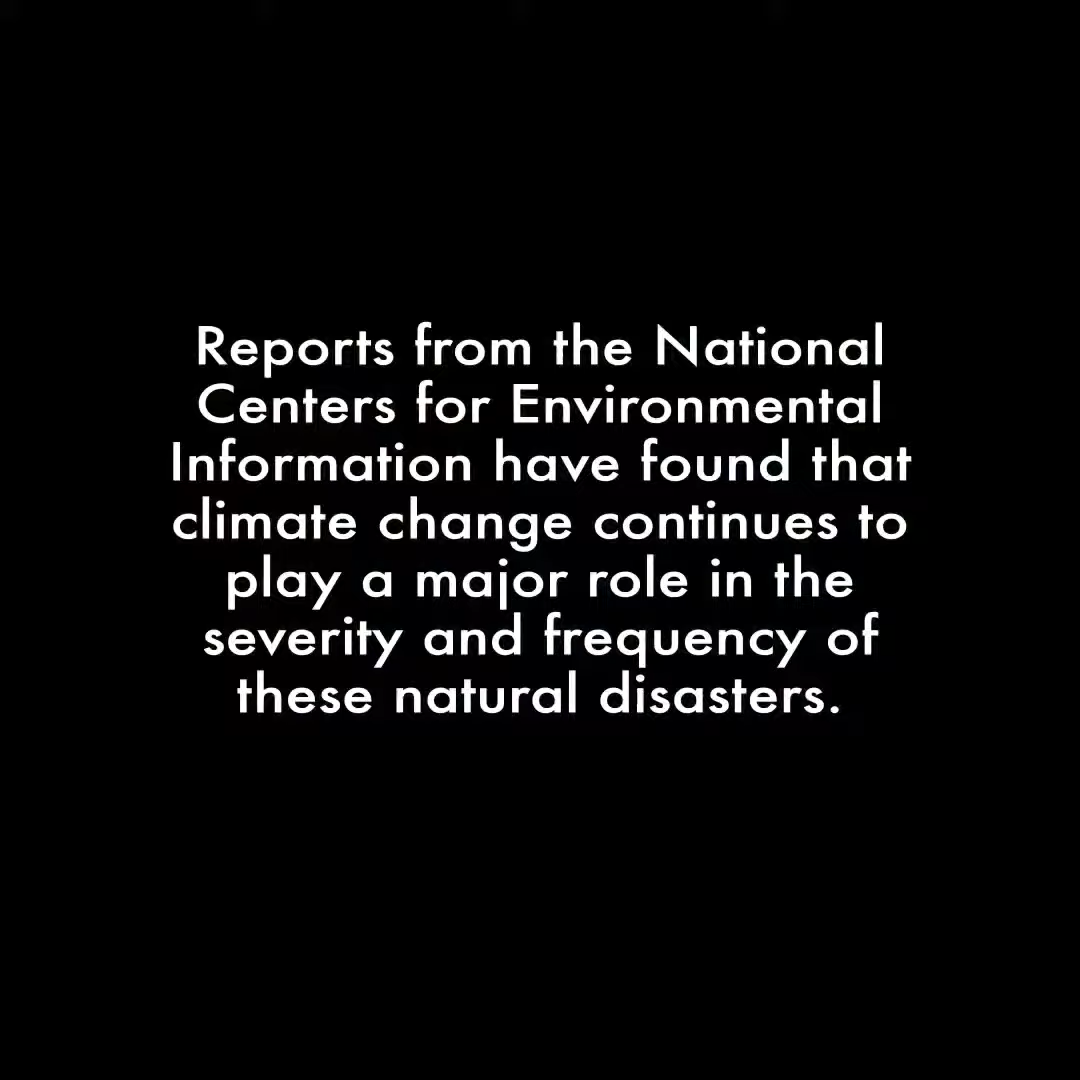 Reports from the National
Centers for Environmental
Information have found that
climate change continues to
play a major role in the
severity and frequency of
these natural disasters.